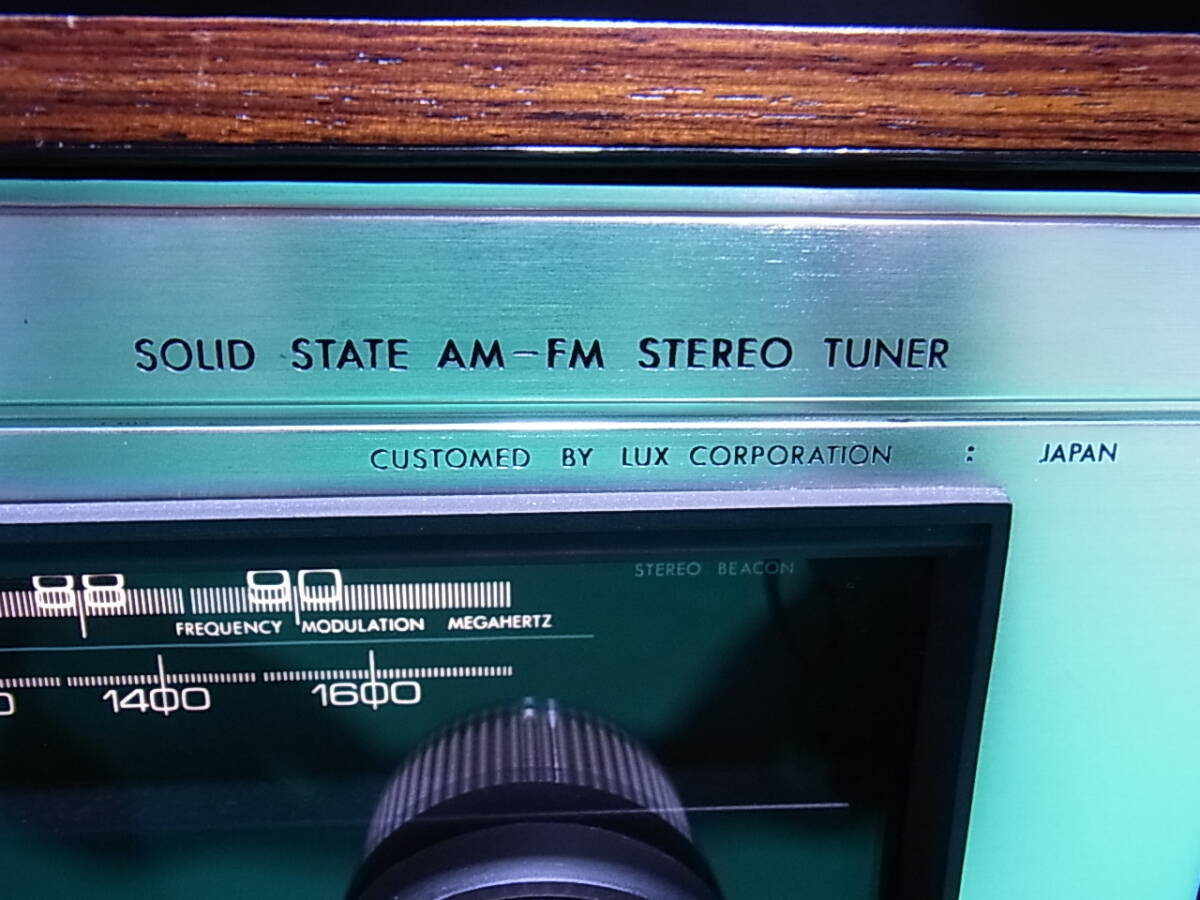 SOLID STATE AM-FM STEREO TUNER
CUSTOMED BY LUX CORPORATION : JAPAN
STEREO BEACON
88 90
FREQUENCY MODULATION MEGAHERTZ
1400 1600